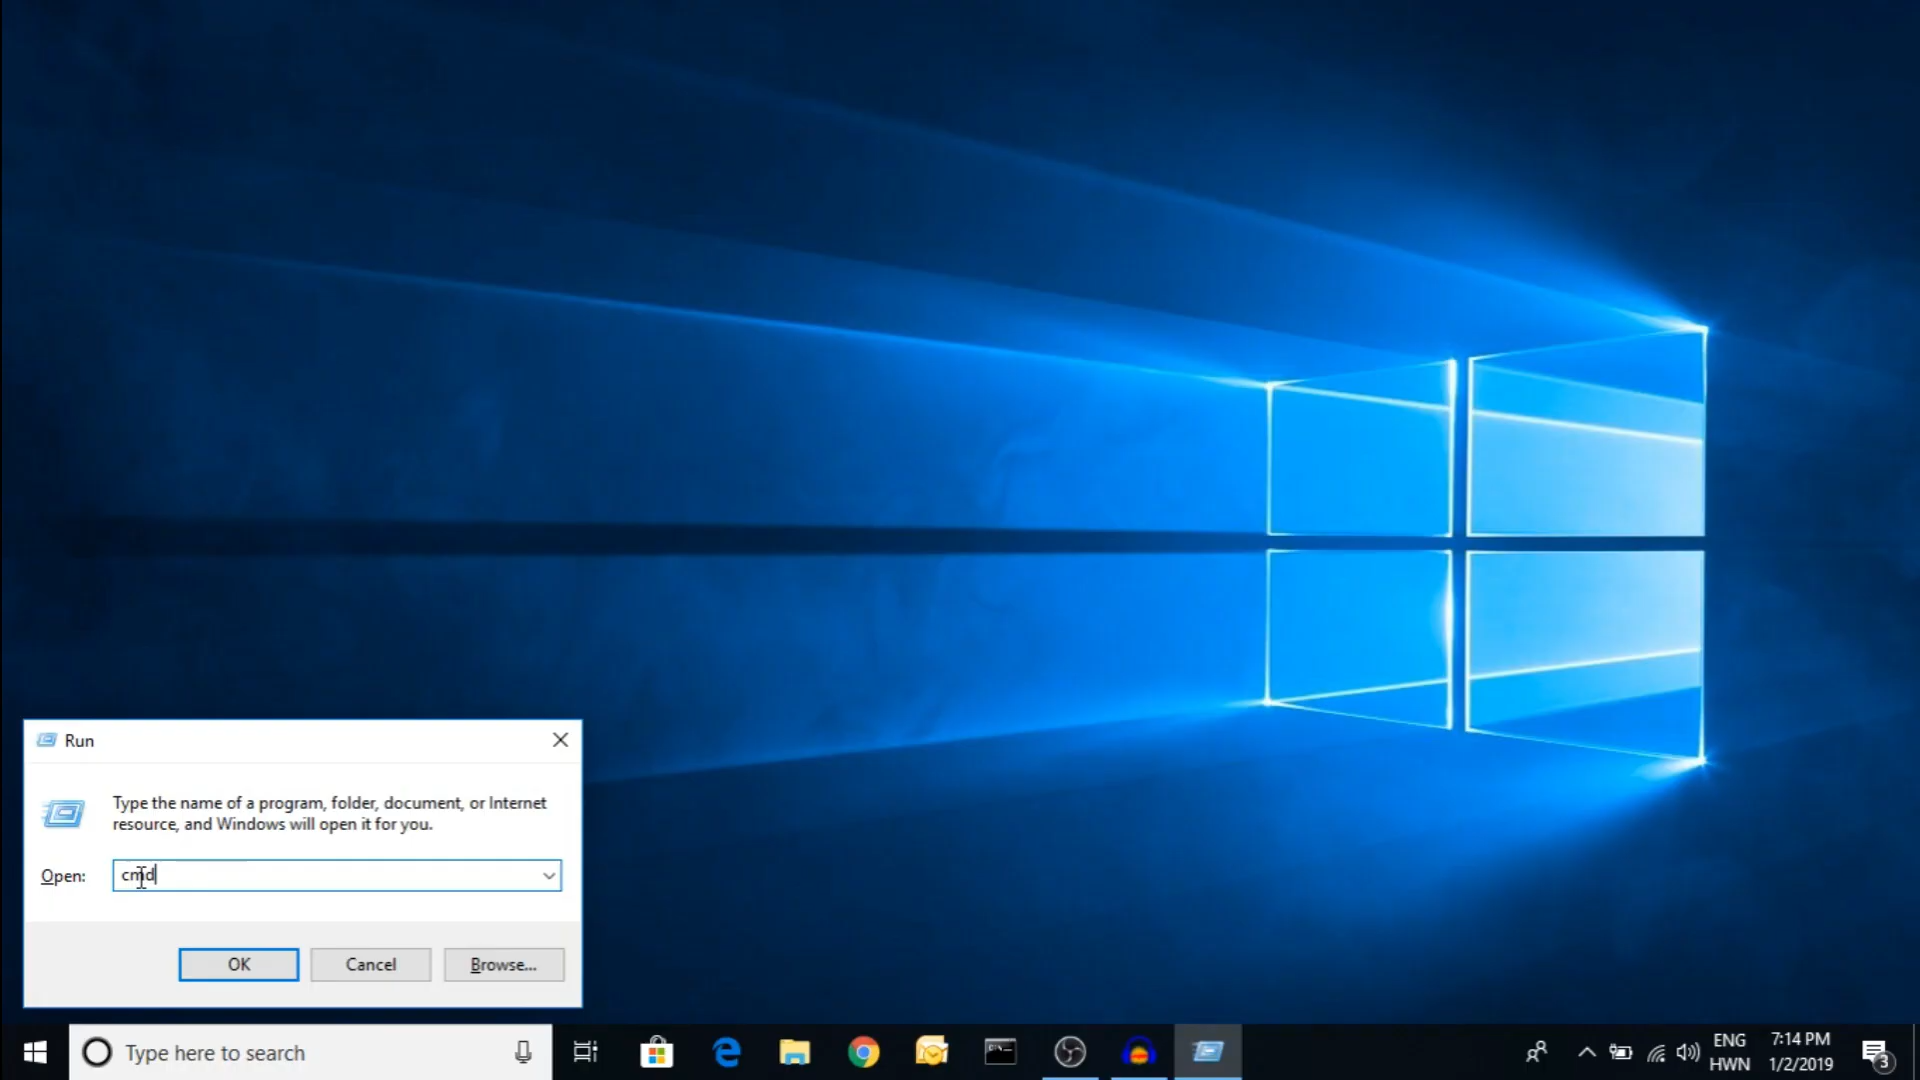 Run
Type the name of a program, folder, document, or Internet
resource, and Windows will open it for you.
Open: cmd
OK Cancel Browse...
Type here to search
ENG 7:14 PM
HWN 1/2/2019
3